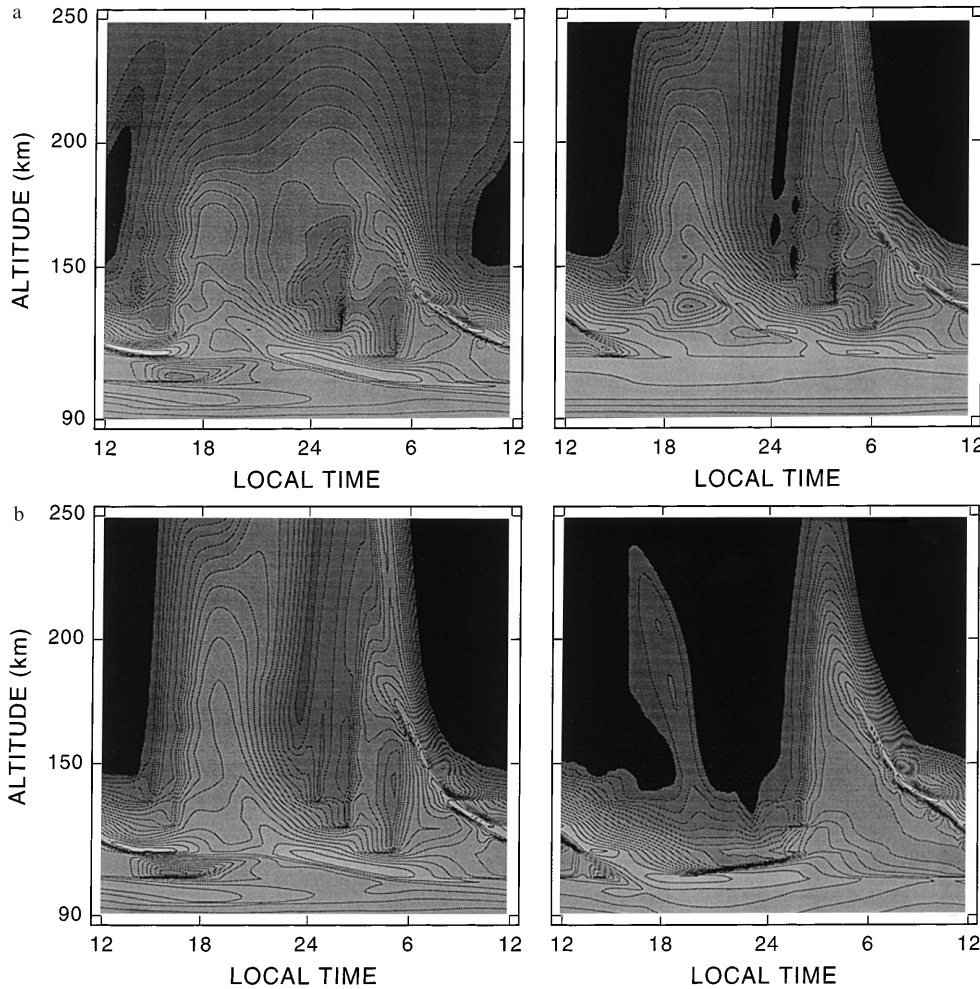 a
250
200
150
90
ALTITUDE (km)
12 18 24 6 12
LOCAL TIME
12 18 24 6 12
LOCAL TIME
b
250
200
150
90
ALTITUDE (km)
12 18 24 6 12
LOCAL TIME
12 18 24 6 12
LOCAL TIME